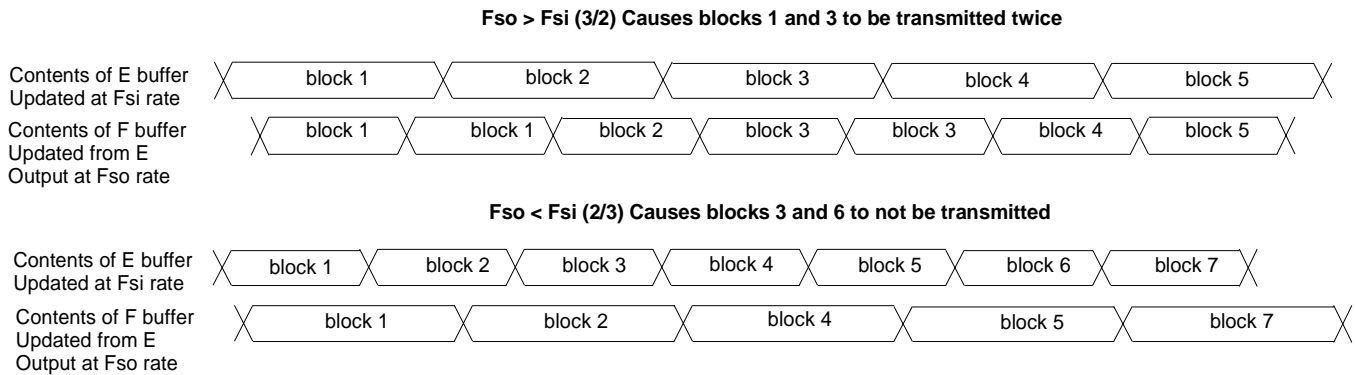 Fso > Fsi (3/2) Causes blocks 1 and 3 to be transmitted twice
Contents of E buffer
Updated at Fsi rate
block 1 block 2 block 3 block 4 block 5
Contents of F buffer
Updated from E
Output at Fso rate
block 1 block 1 block 2 block 3 block 3 block 4 block 5
Fso < Fsi (2/3) Causes blocks 3 and 6 to not be transmitted
Contents of E buffer
Updated at Fsi rate
block 1 block 2 block 3 block 4 block 5 block 6 block 7
Contents of F buffer
Updated from E
Output at Fso rate
block 1 block 2 block 4 block 5 block 7